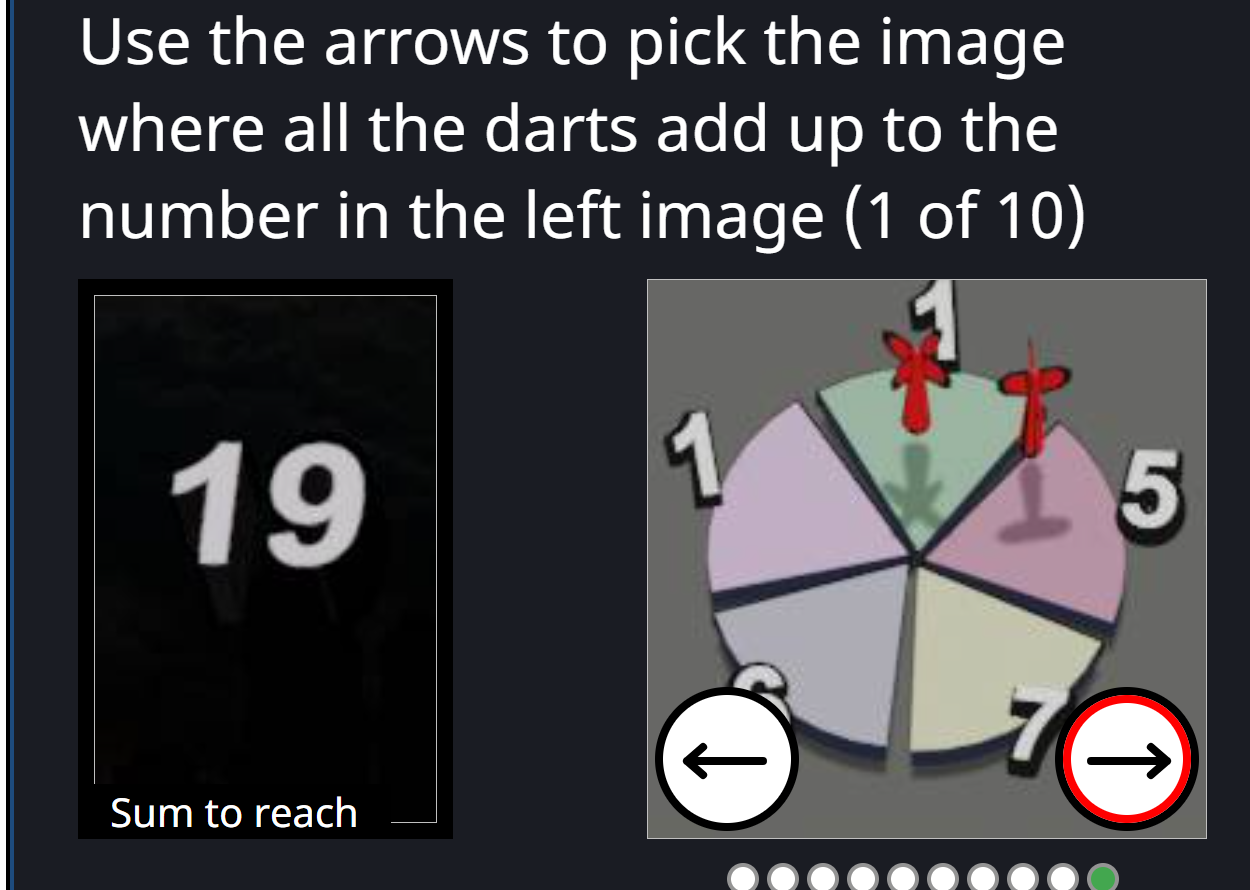 Use the arrows to pick the image
where all the darts add up to the
number in the left image (1 of 10)
19
Sum to reach
1
1
5
6
7